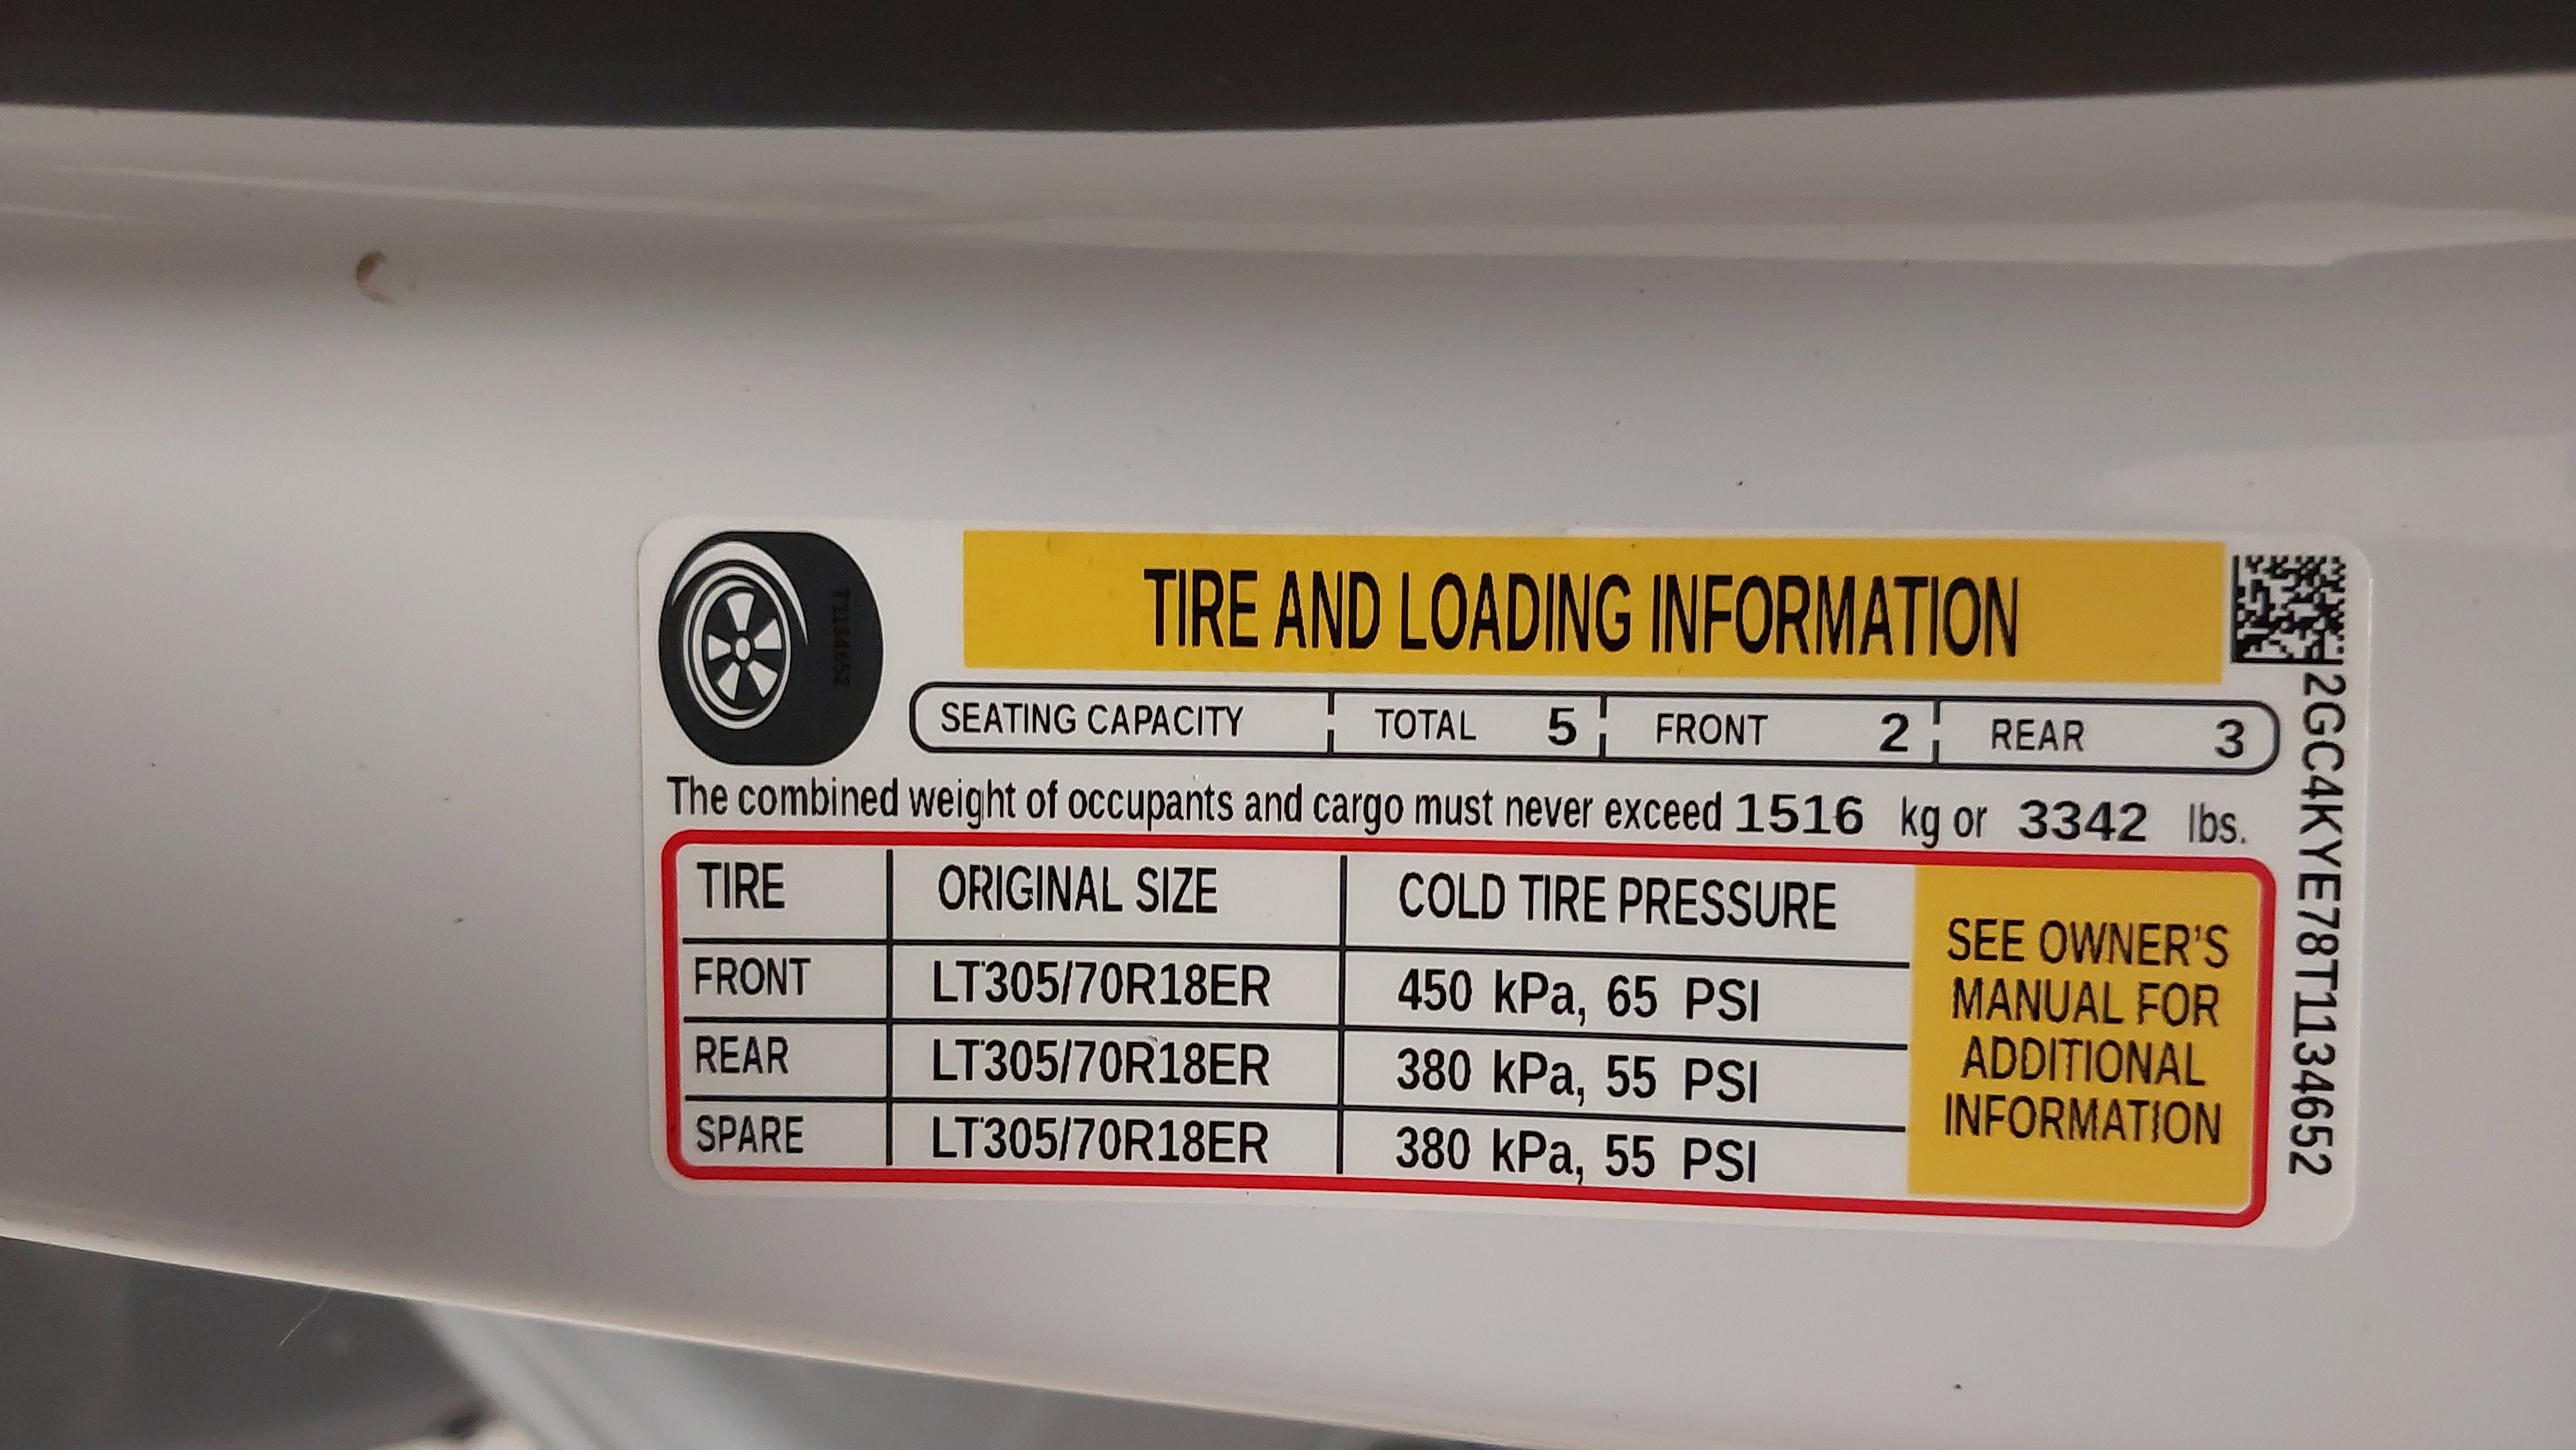 TIRE AND LOADING INFORMATION
SEATING CAPACITY TOTAL 5 FRONT 2 REAR 3
The combined weight of occupants and cargo must never exceed 1516 kg or 3342 lbs.
TIRE ORIGINAL SIZE COLD TIRE PRESSURE
FRONT LT305/70R18ER 450 kPa, 65 PSI
REAR LT305/70R18ER 380 kPa, 55 PSI
SPARE LT305/70R18ER 380 kPa, 55 PSI
SEE OWNER'S
MANUAL FOR
ADDITIONAL
INFORMATION
2GC4KYE78T1134652
T1134652